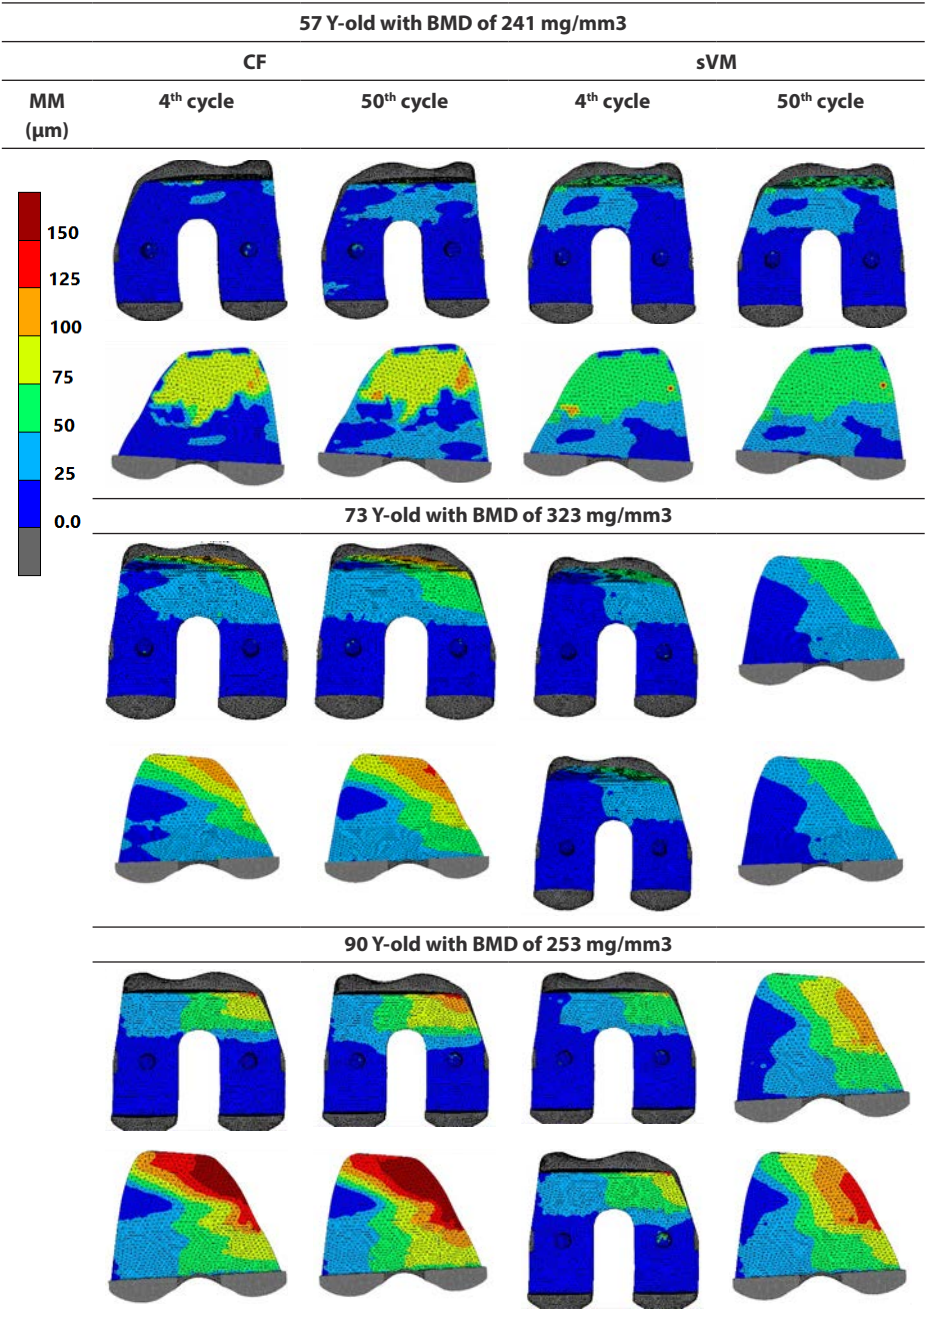 57 Y-old with BMD of 241 mg/mm3
CF sVM
MM 4th cycle 50th cycle 4th cycle 50th cycle
(µm)
150
125
100
75
50
25
0.0
73 Y-old with BMD of 323 mg/mm3
90 Y-old with BMD of 253 mg/mm3